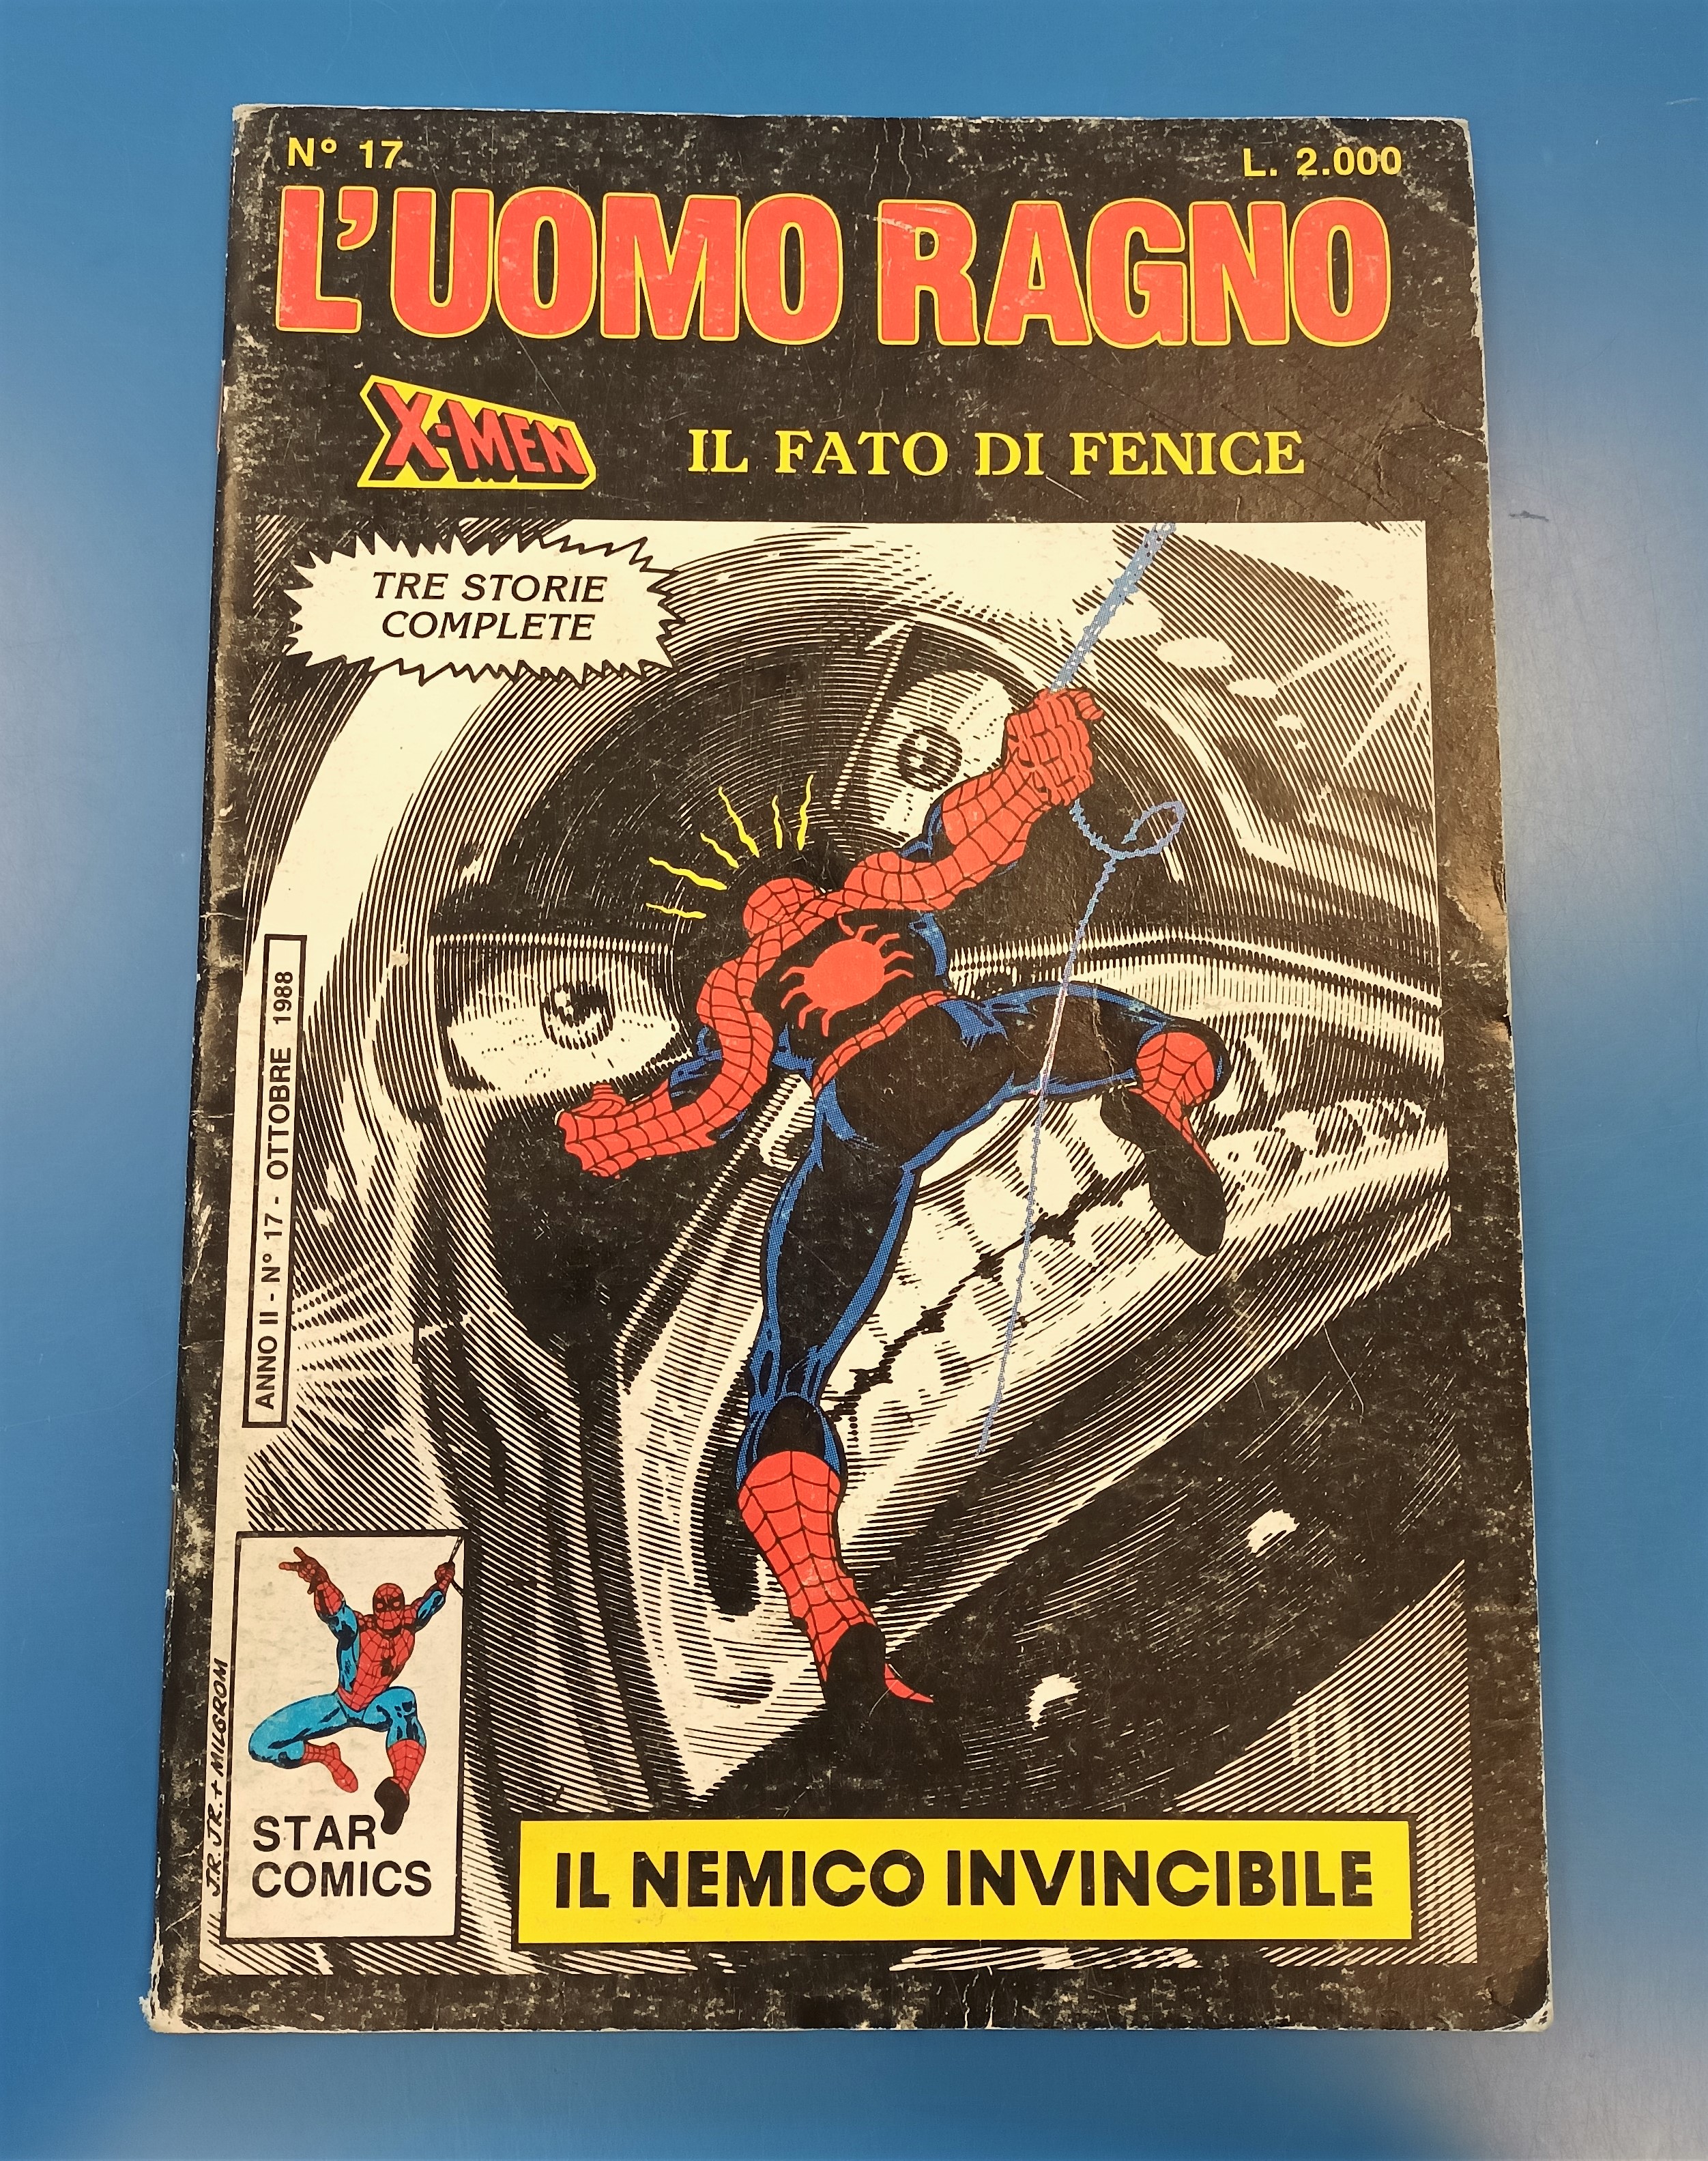 N° 17
L. 2.000
L'UOMO RAGNO
X-MEN
IL FATO DI FENICE
TRE STORIE
COMPLETE
ANNO II - N° 17 - OTTOBRE 1988
J.R. JR. + MILGROM
STAR
COMICS
IL NEMICO INVINCIBILE